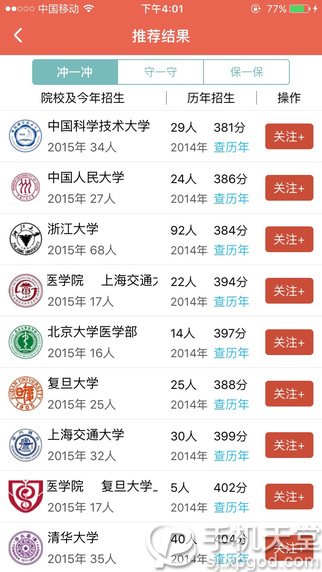 中国移动 下午4:01 77%
推荐结果
冲一冲 守一守 保一保
院校及今年招生 历年招生 操作
中国科学技术大学 29人 381分 关注+
2015年 34人 2014年 查历年
中国人民大学 24人 386分 关注+
2015年 27人 2014年 查历年
浙江大学 92人 384分 关注+
2015年 68人 2014年 查历年
医学院 上海交通大 22人 394分 关注+
2015年 17人 2014年 查历年
北京大学医学部 14人 397分 关注+
2015年 16人 2014年 查历年
复旦大学 25人 388分 关注+
2015年 25人 2014年 查历年
上海交通大学 30人 399分 关注+
2015年 32人 2014年 查历年
医学院 复旦大学_ 5人 402分 关注+
2015年 17人 2014年 查历年
清华大学 40人 404分 关注+
2015年 35人 2014年 查历年
手机天堂
sj.xpgod.com